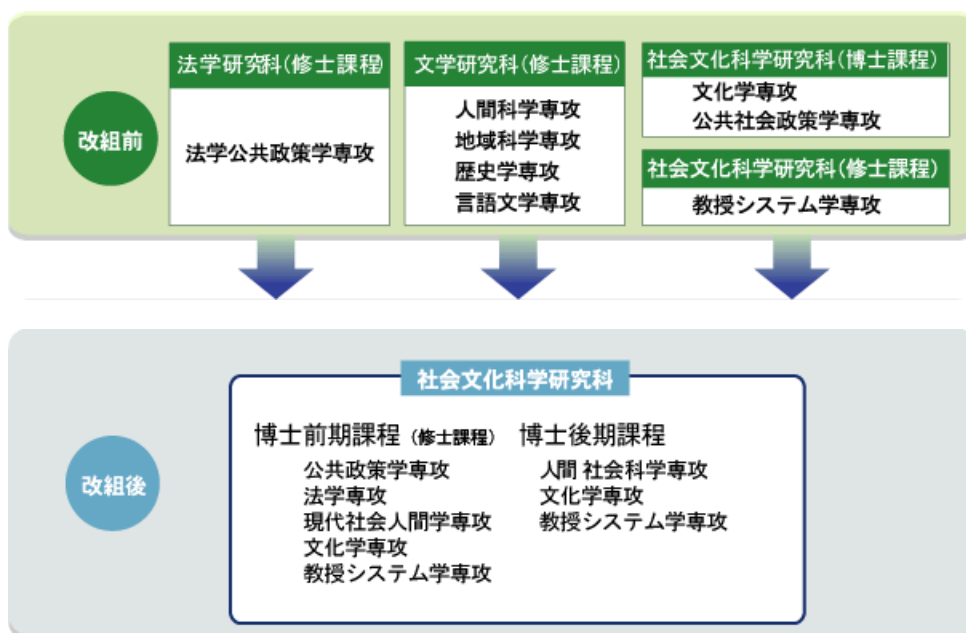 改組前
法学研究科(修士課程)
法学公共政策学専攻
文学研究科(修士課程)
人間科学専攻
地域科学専攻
歴史学専攻
言語文学専攻
社会文化科学研究科(博士課程)
文化学専攻
公共社会政策学専攻
社会文化科学研究科(修士課程)
教授システム学専攻
改組後
社会文化科学研究科
博士前期課程(修士課程)
公共政策学専攻
法学専攻
現代社会人間学専攻
文化学専攻
教授システム学専攻
博士後期課程
人間 社会科学専攻
文化学専攻
教授システム学専攻